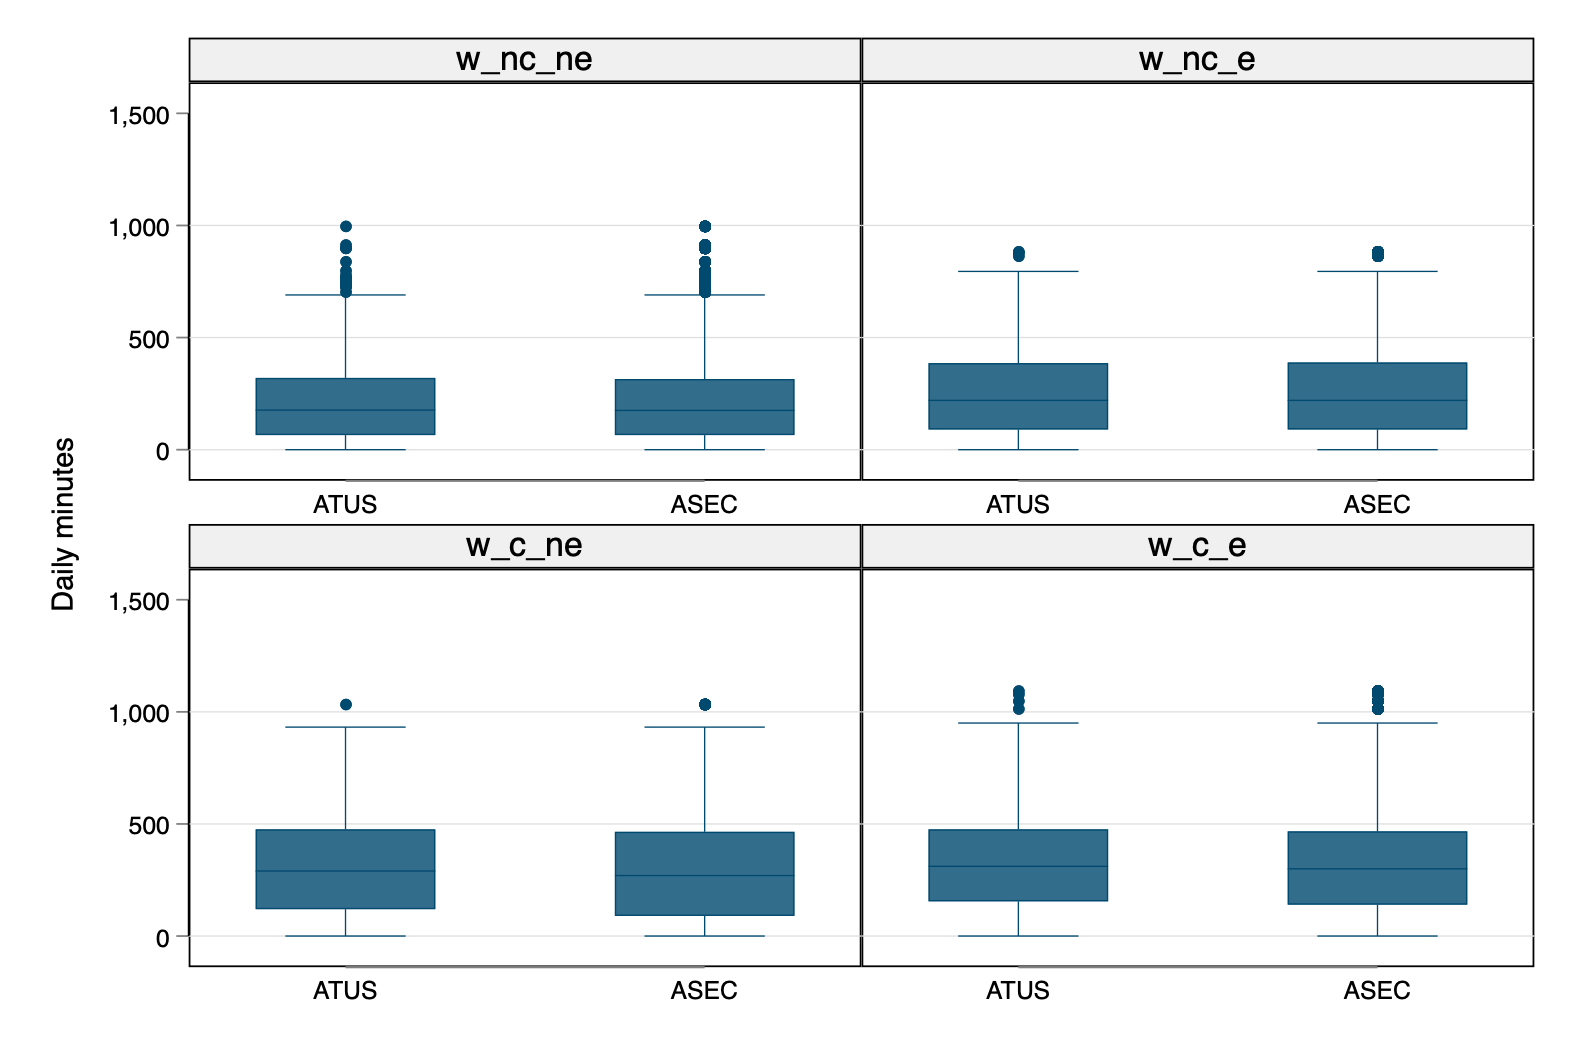 Daily minutes
w_nc_ne
w_nc_e
1,500
1,000
500
0
ATUS
ASEC
ATUS
ASEC
w_c_ne
w_c_e
1,500
1,000
500
0
ATUS
ASEC
ATUS
ASEC